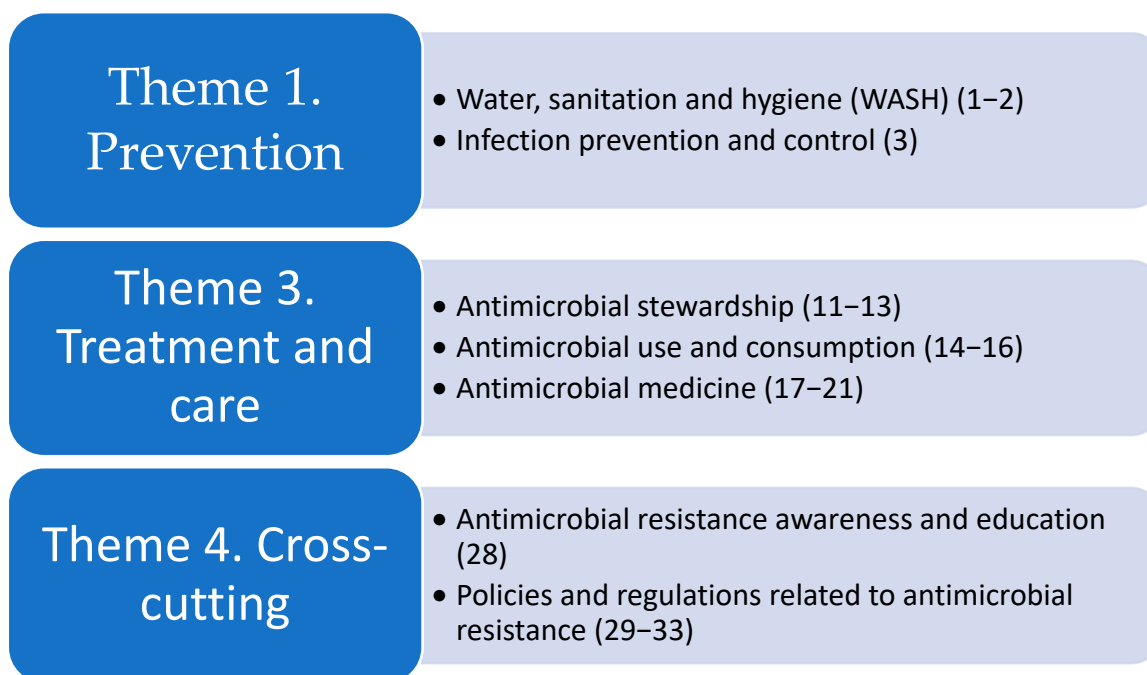 Theme 1.
Prevention
• Water, sanitation and hygiene (WASH) (1−2)
• Infection prevention and control (3)
Theme 3.
Treatment and
care
• Antimicrobial stewardship (11−13)
• Antimicrobial use and consumption (14−16)
• Antimicrobial medicine (17−21)
Theme 4. Cross-
cutting
• Antimicrobial resistance awareness and education
(28)
• Policies and regulations related to antimicrobial
resistance (29−33)